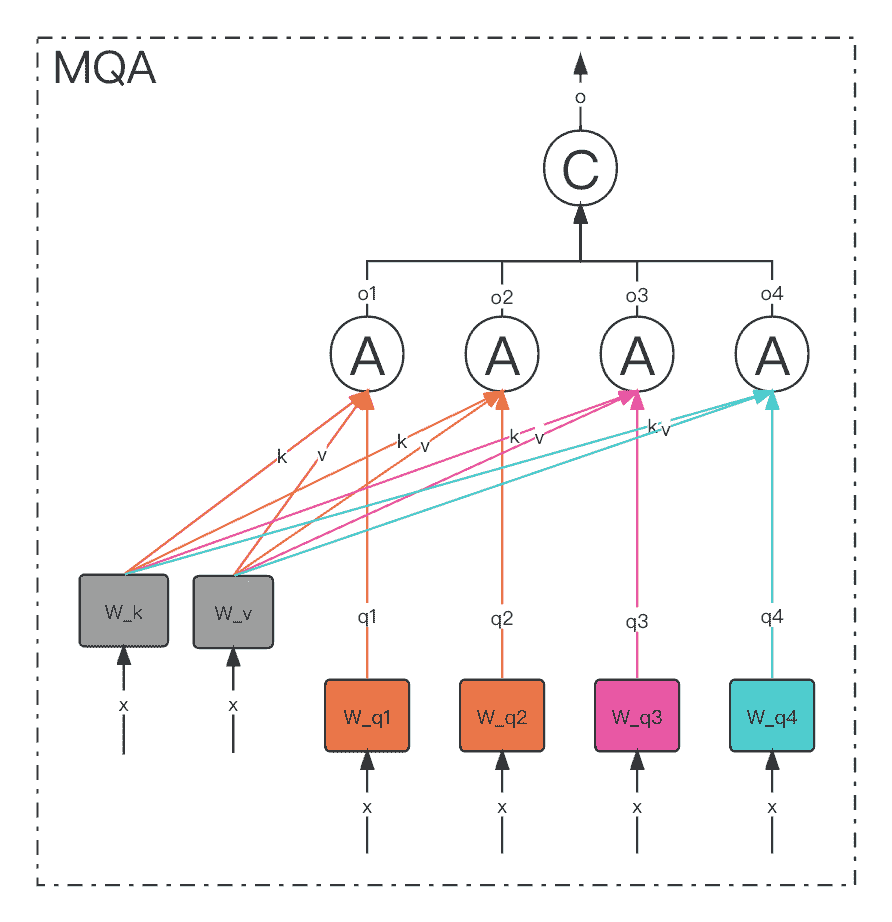 MQA
o
C
o1 o2 o3 o4
A A A A
k v k v k v k v
W_k W_v
q1 q2 q3 q4
x x
W_q1 W_q2 W_q3 W_q4
x x x x